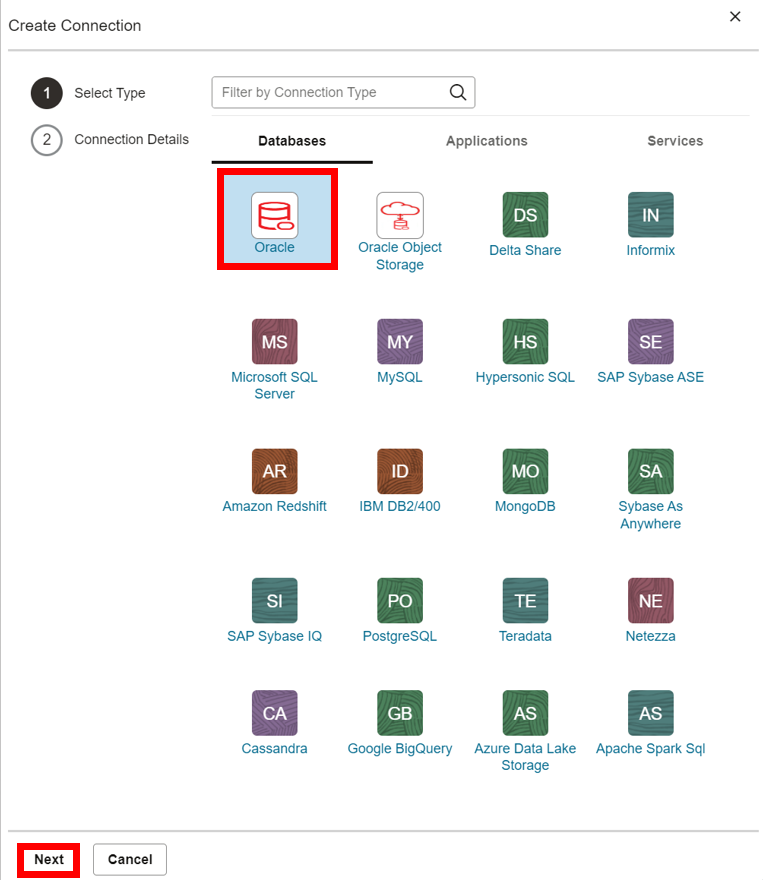 Create Connection
1 Select Type
Filter by Connection Type
2 Connection Details
Databases Applications Services
Oracle
Oracle Object
Storage
DS
Delta Share
IN
Informix
MS
Microsoft SQL
Server
MY
MySQL
HS
Hypersonic SQL
SE
SAP Sybase ASE
AR
Amazon Redshift
ID
IBM DB2/400
MO
MongoDB
SA
Sybase As
Anywhere
SI
SAP Sybase IQ
PO
PostgreSQL
TE
Teradata
NE
Netezza
CA
Cassandra
GB
Google BigQuery
AS
Azure Data Lake
Storage
AS
Apache Spark Sql
Next Cancel